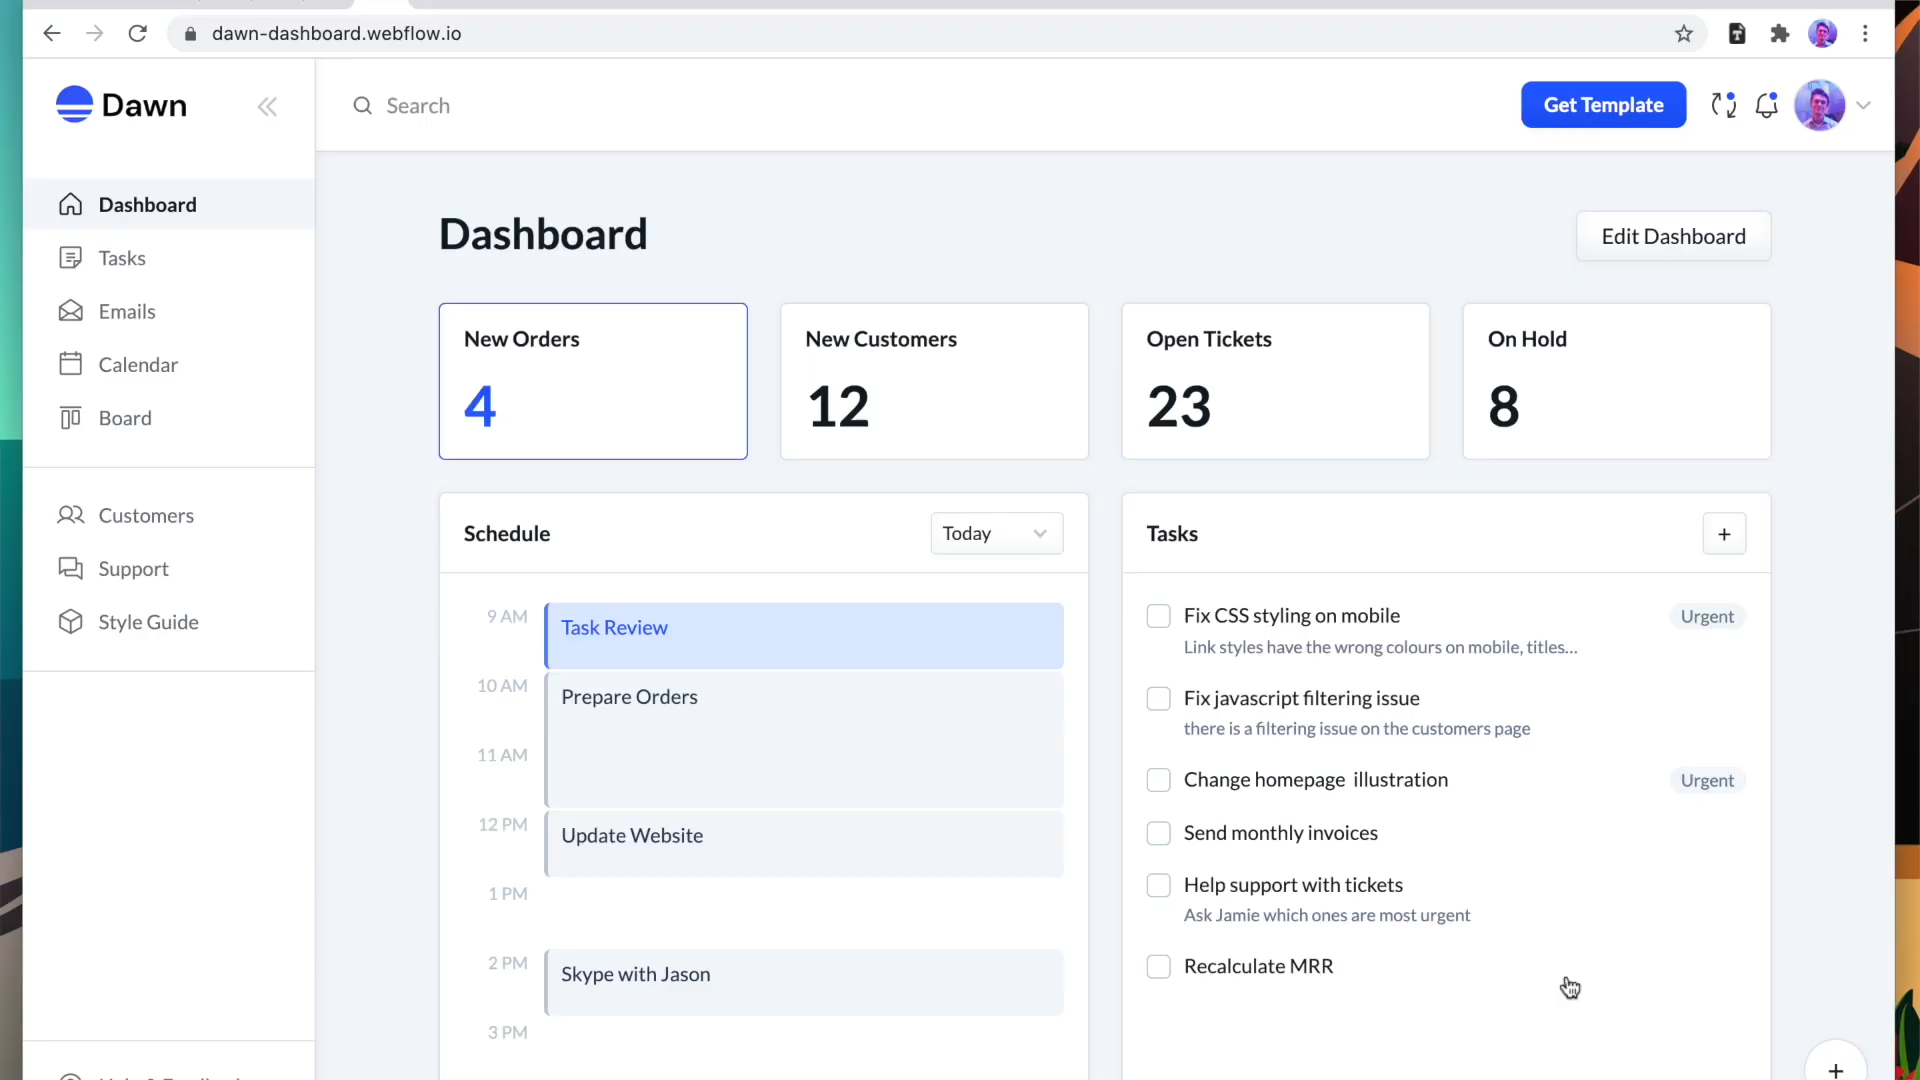 dawn-dashboard.webflow.io
Dawn
Search
Get Template
Dashboard
Tasks
Emails
Calendar
Board
Customers
Support
Style Guide
Dashboard
Edit Dashboard
New Orders
4
New Customers
12
Open Tickets
23
On Hold
8
Schedule
Today
9 AM
Task Review
10 AM
Prepare Orders
11 AM
12 PM
Update Website
1 PM
2 PM
Skype with Jason
3 PM
Tasks
+
Fix CSS styling on mobile
Urgent
Link styles have the wrong colours on mobile, titles...
Fix javascript filtering issue
there is a filtering issue on the customers page
Change homepage illustration
Urgent
Send monthly invoices
Help support with tickets
Ask Jamie which ones are most urgent
Recalculate MRR
+